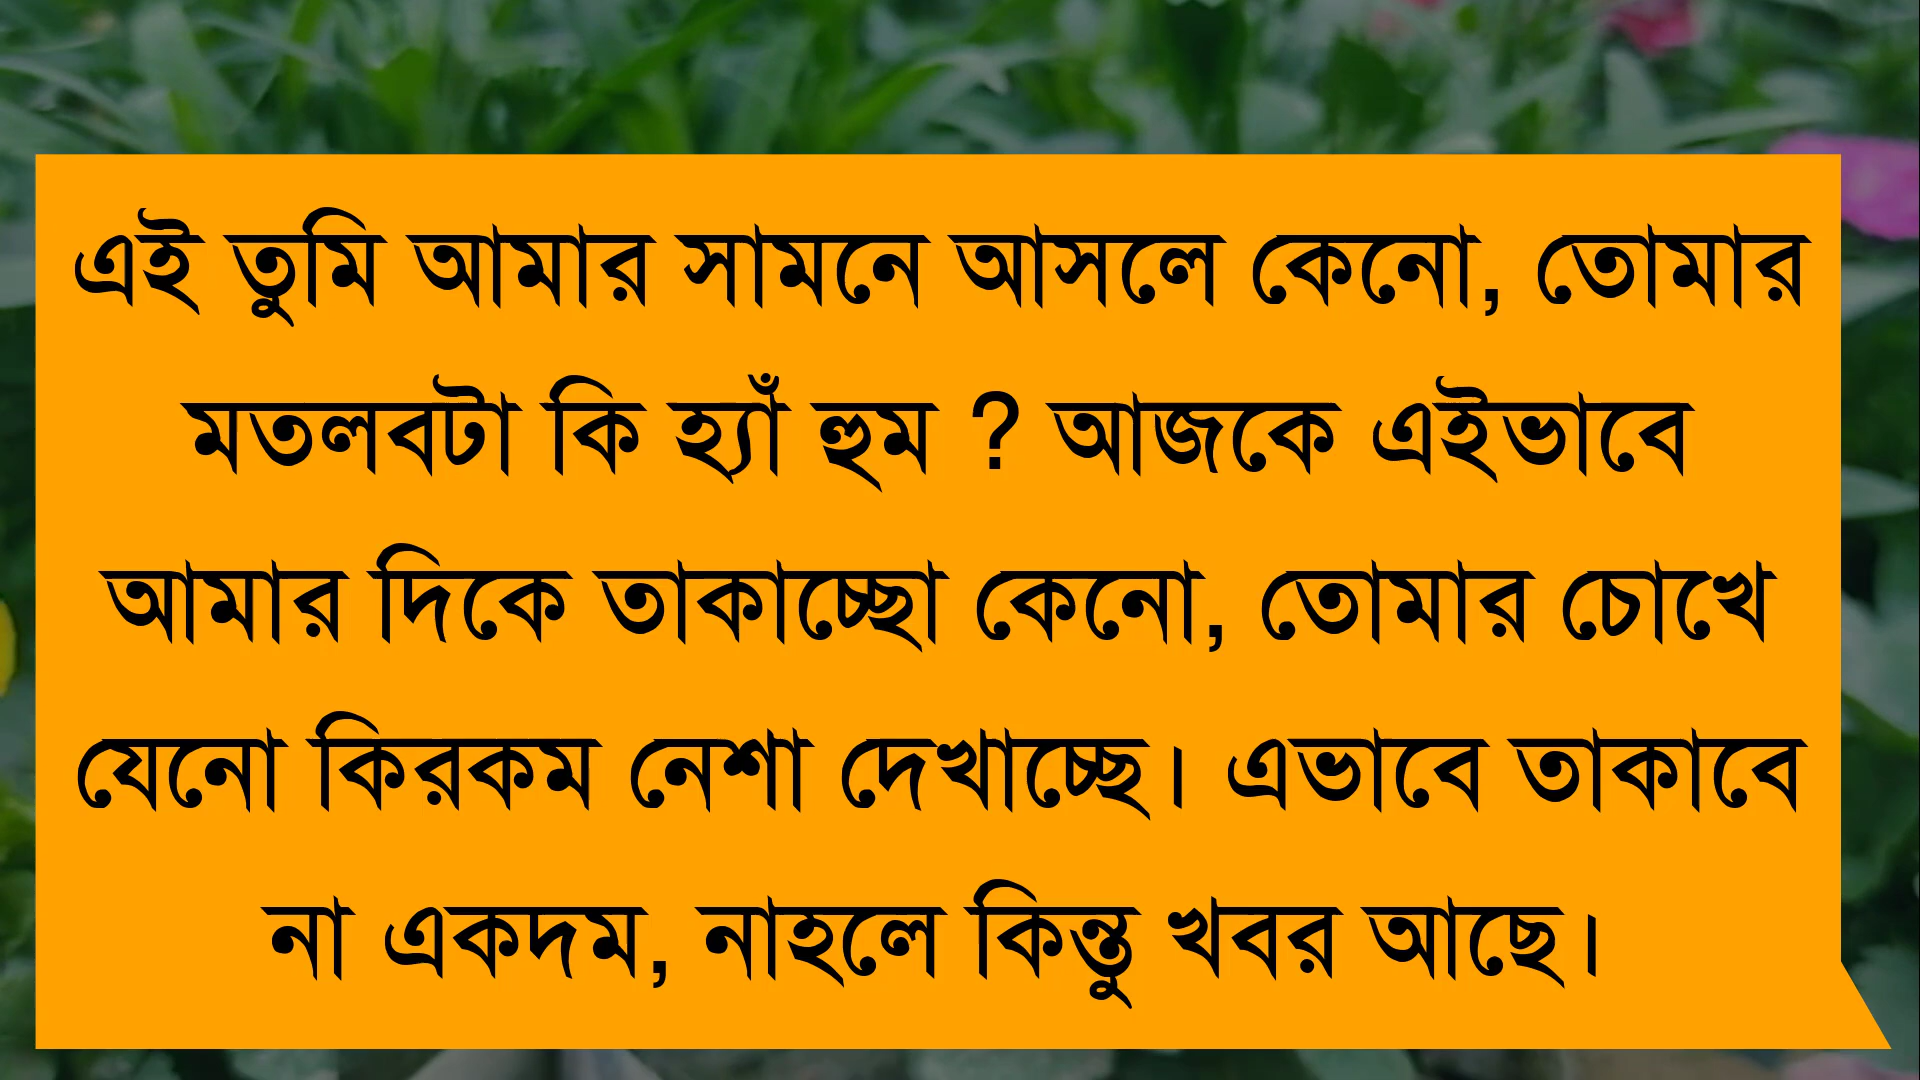 এই তুমি আমার সামনে আসলে কেনো, তোমার
মতলবটা কি হ্যাঁ হুম ? আজকে এইভাবে
আমার দিকে তাকাচ্ছো কেনো, তোমার চোখে
যেনো কিরকম নেশা দেখাচ্ছে। এভাবে তাকাবে
না একদম, নাহলে কিন্তু খবর আছে।